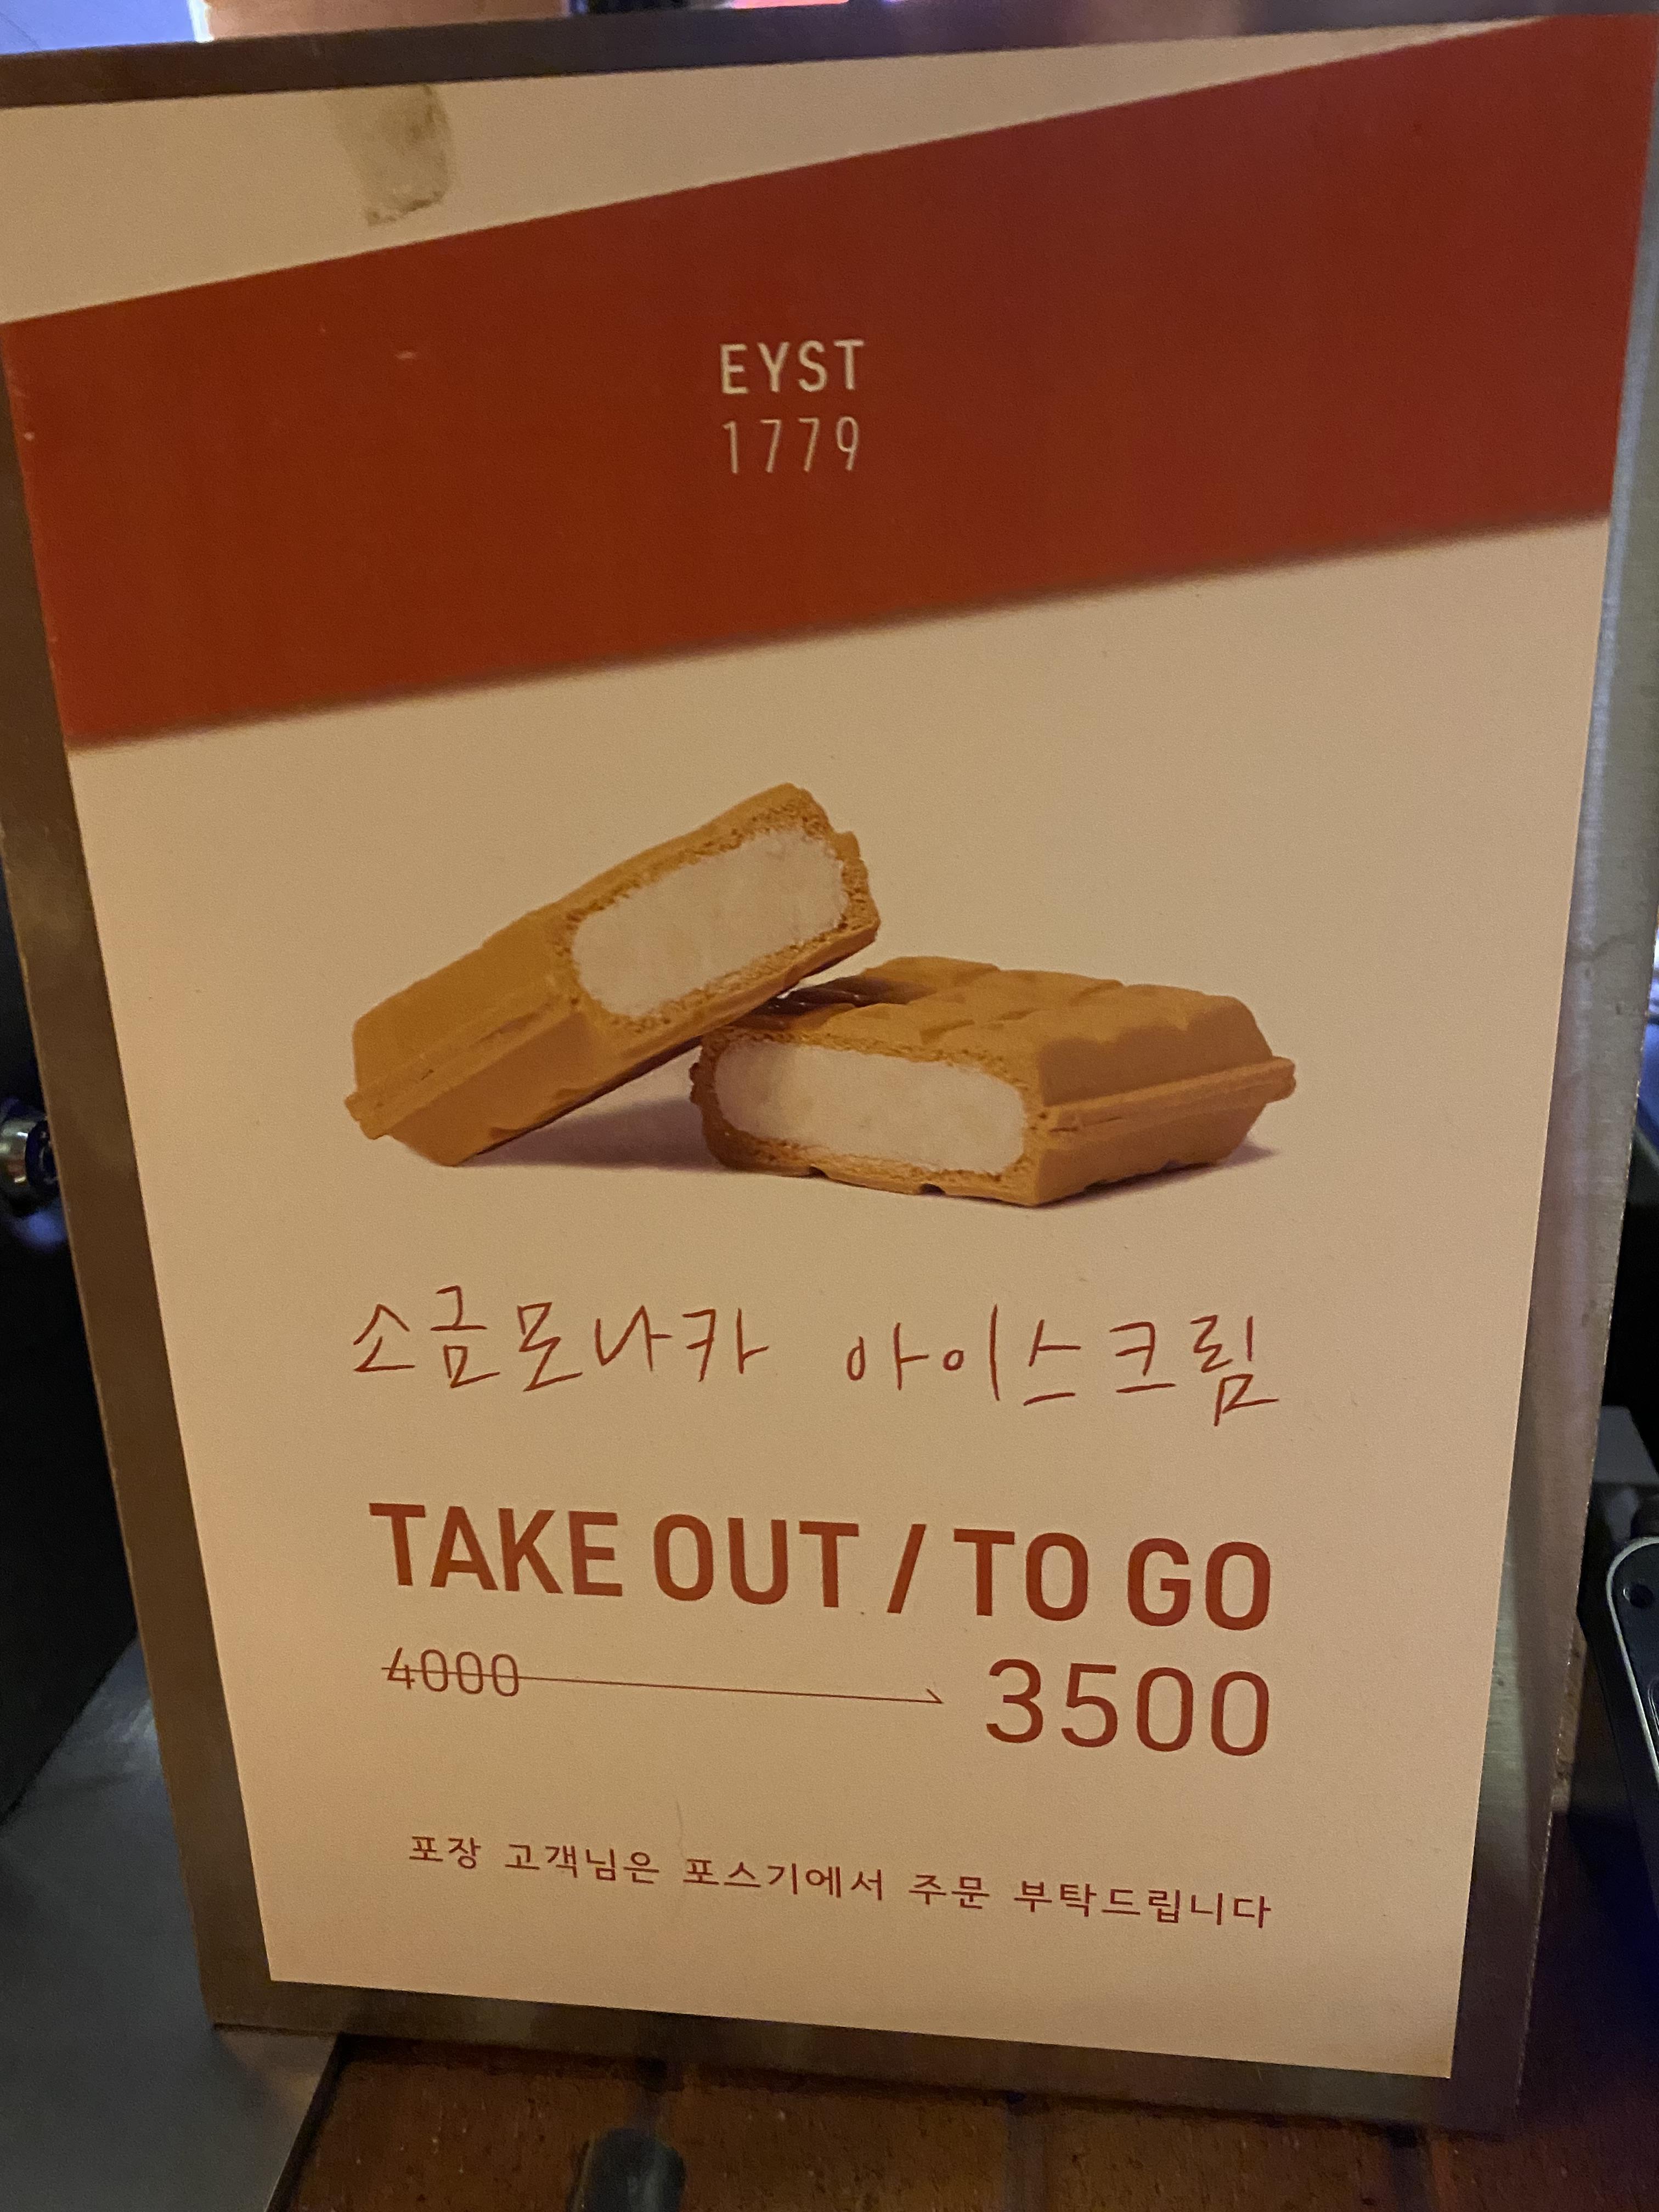 EYST
1779
소금모나카 아이스크림
TAKE OUT / TO GO
4000 3500
포장 고객님은 포스기에서 주문 부탁드립니다